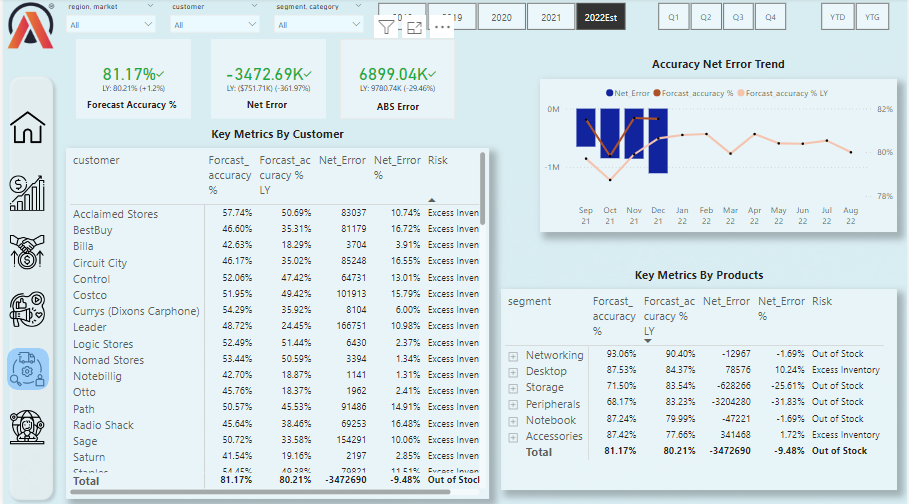 region, market
customer
segment, category
All
All
All
2019
2020
2021
2022Est
Q1
Q2
Q3
Q4
YTD
YTG
81.17%
LY: 80.21% (+1.2%)
Forecast Accuracy %
-3472.69K
LY: ($751.71K) (-361.97%)
Net Error
6899.04K
LY: 9780.74K (-29.46%)
ABS Error
Accuracy Net Error Trend
Net_Error Forcast_accuracy % Forcast_accuracy % LY
0M
-1M
82%
80%
78%
Sep 21 Oct 21 Nov 21 Dec 21 Jan 22 Feb 22 Mar 22 Apr 22 May 22 Jun 22 Jul 22 Aug 22
Key Metrics By Customer
customer Forcast_accuracy % Forcast_accuracy % LY Net_Error Net_Error % Risk
Acclaimed Stores 57.74% 50.69% 83037 10.74% Excess Inven
BestBuy 46.60% 35.31% 81179 16.72% Excess Inven
Billa 42.63% 18.29% 3704 3.91% Excess Inven
Circuit City 46.17% 35.02% 85248 16.55% Excess Inven
Control 52.06% 47.42% 64731 13.01% Excess Inven
Costco 51.95% 49.42% 101913 15.79% Excess Inven
Currys (Dixons Carphone) 54.29% 35.92% 8104 6.00% Excess Inven
Leader 48.72% 24.45% 166751 10.98% Excess Inven
Logic Stores 52.49% 51.44% 6430 2.37% Excess Inven
Nomad Stores 53.44% 50.59% 3394 1.34% Excess Inven
Notebillig 42.70% 18.87% 1141 1.31% Excess Inven
Otto 45.76% 18.37% 1962 2.41% Excess Inven
Path 50.57% 45.53% 91486 14.91% Excess Inven
Radio Shack 45.64% 38.46% 69253 16.48% Excess Inven
Sage 50.72% 33.58% 154291 10.06% Excess Inven
Saturn 41.54% 19.16% 2197 2.85% Excess Inven
Staples 54.45% 49.38% 79821 11.51% Excess Inven
Total 81.17% 80.21% -3472690 -9.48% Out of Stock
Key Metrics By Products
segment Forcast_accuracy % Forcast_accuracy % LY Net_Error Net_Error % Risk
Networking 93.06% 90.40% -12967 -1.69% Out of Stock
Desktop 87.53% 84.37% 78576 10.24% Excess Inventory
Storage 71.50% 83.54% -628266 -25.61% Out of Stock
Peripherals 68.17% 83.23% -3204280 -31.83% Out of Stock
Notebook 87.24% 79.99% -47221 -1.69% Out of Stock
Accessories 87.42% 77.66% 341468 1.72% Excess Inventory
Total 81.17% 80.21% -3472690 -9.48% Out of Stock